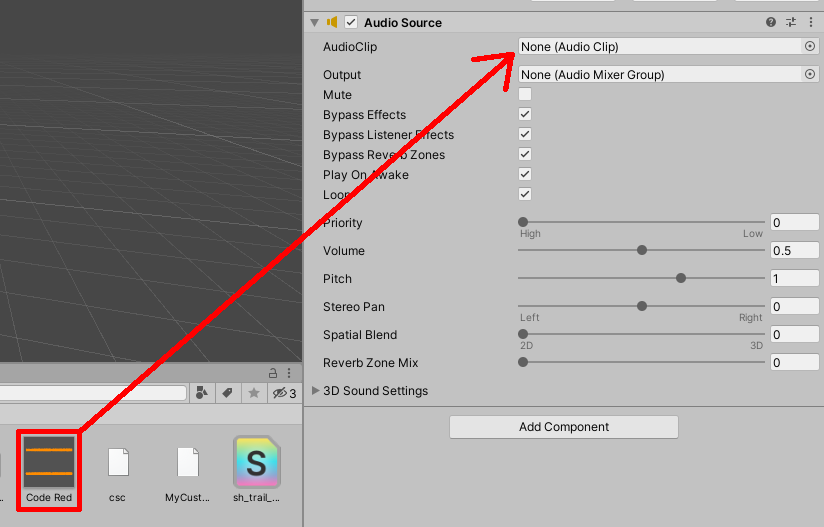 Audio Source
AudioClip
None (Audio Clip)
Output
None (Audio Mixer Group)
Mute
Bypass Effects
Bypass Listener Effects
Bypass Reverb Zones
Play On Awake
Loop
Priority
0
High
Low
Volume
0.5
Pitch
1
Stereo Pan
0
Left
Right
Spatial Blend
0
2D
3D
Reverb Zone Mix
0
3D Sound Settings
Add Component
3
S
Code Red
csc
MyCust...
sh_trail_...